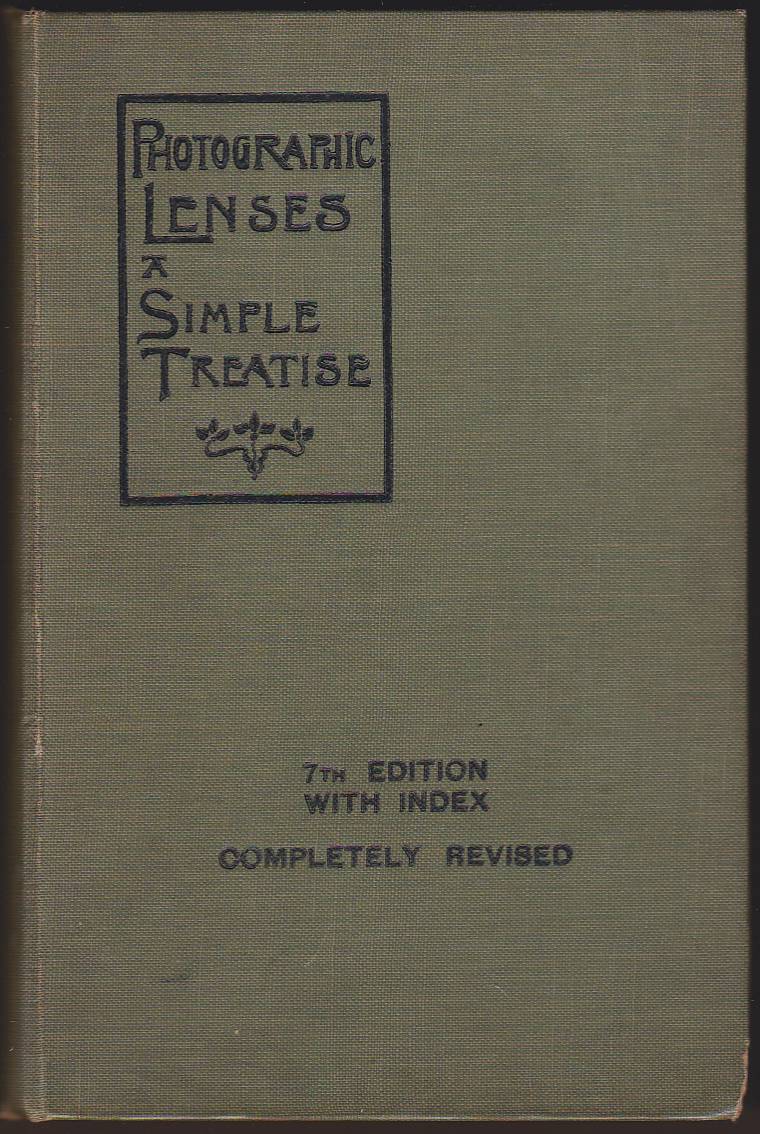 PHOTOGRAPHIC
LENSES
A
SIMPLE
TREATISE
7TH EDITION
WITH INDEX
COMPLETELY REVISED